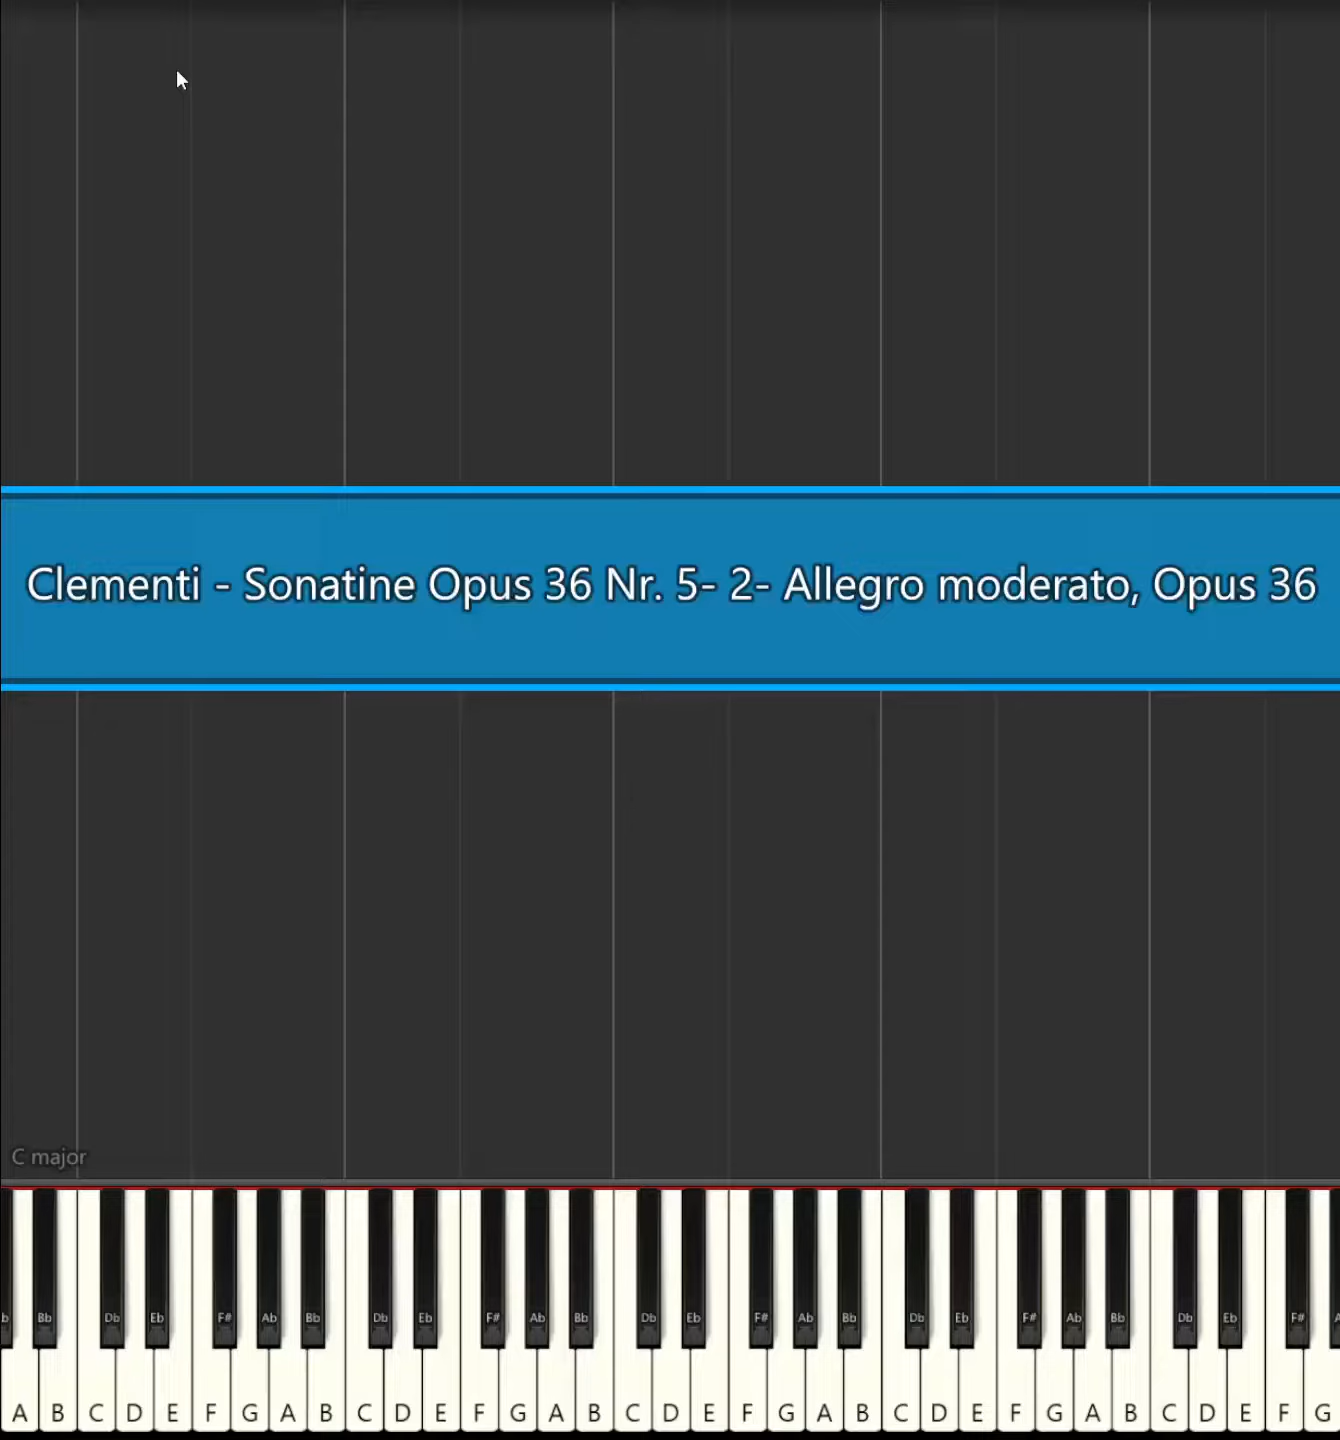 Clementi - Sonatine Opus 36 Nr. 5- 2- Allegro moderato, Opus 36
C major
b Bb Db Eb F# Ab Bb Db Eb F# Ab Bb Db Eb F# Ab Bb Db Eb F# Ab Bb Db Eb F# A
A B C D E F G A B C D E F G A B C D E F G A B C D E F G A B C D E F G